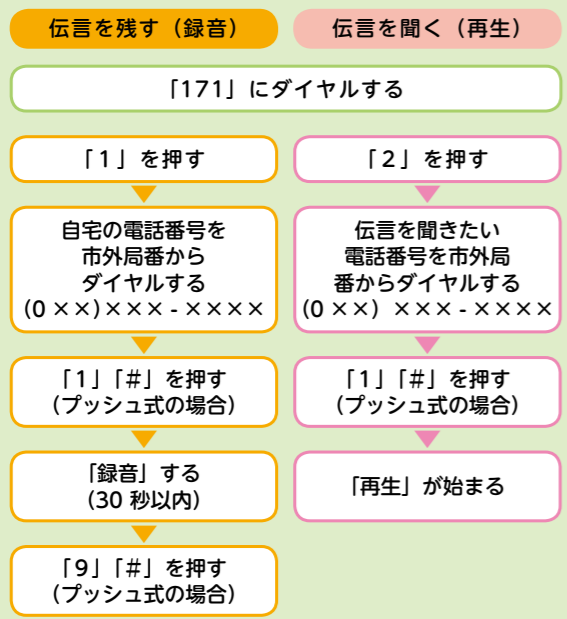 伝言を残す（録音）
伝言を聞く（再生）
「171」にダイヤルする
「1」を押す
自宅の電話番号を
市外局番から
ダイヤルする
(0 ××)××× - ××××
「1」「＃」を押す
(プッシュ式の場合)
「録音」する
(30 秒以内)
「9」「＃」を押す
(プッシュ式の場合)
「2」を押す
伝言を聞きたい
電話番号を市外局
番からダイヤルする
(0 ××) ××× - ××××
「1」「＃」を押す
(プッシュ式の場合)
「再生」が始まる